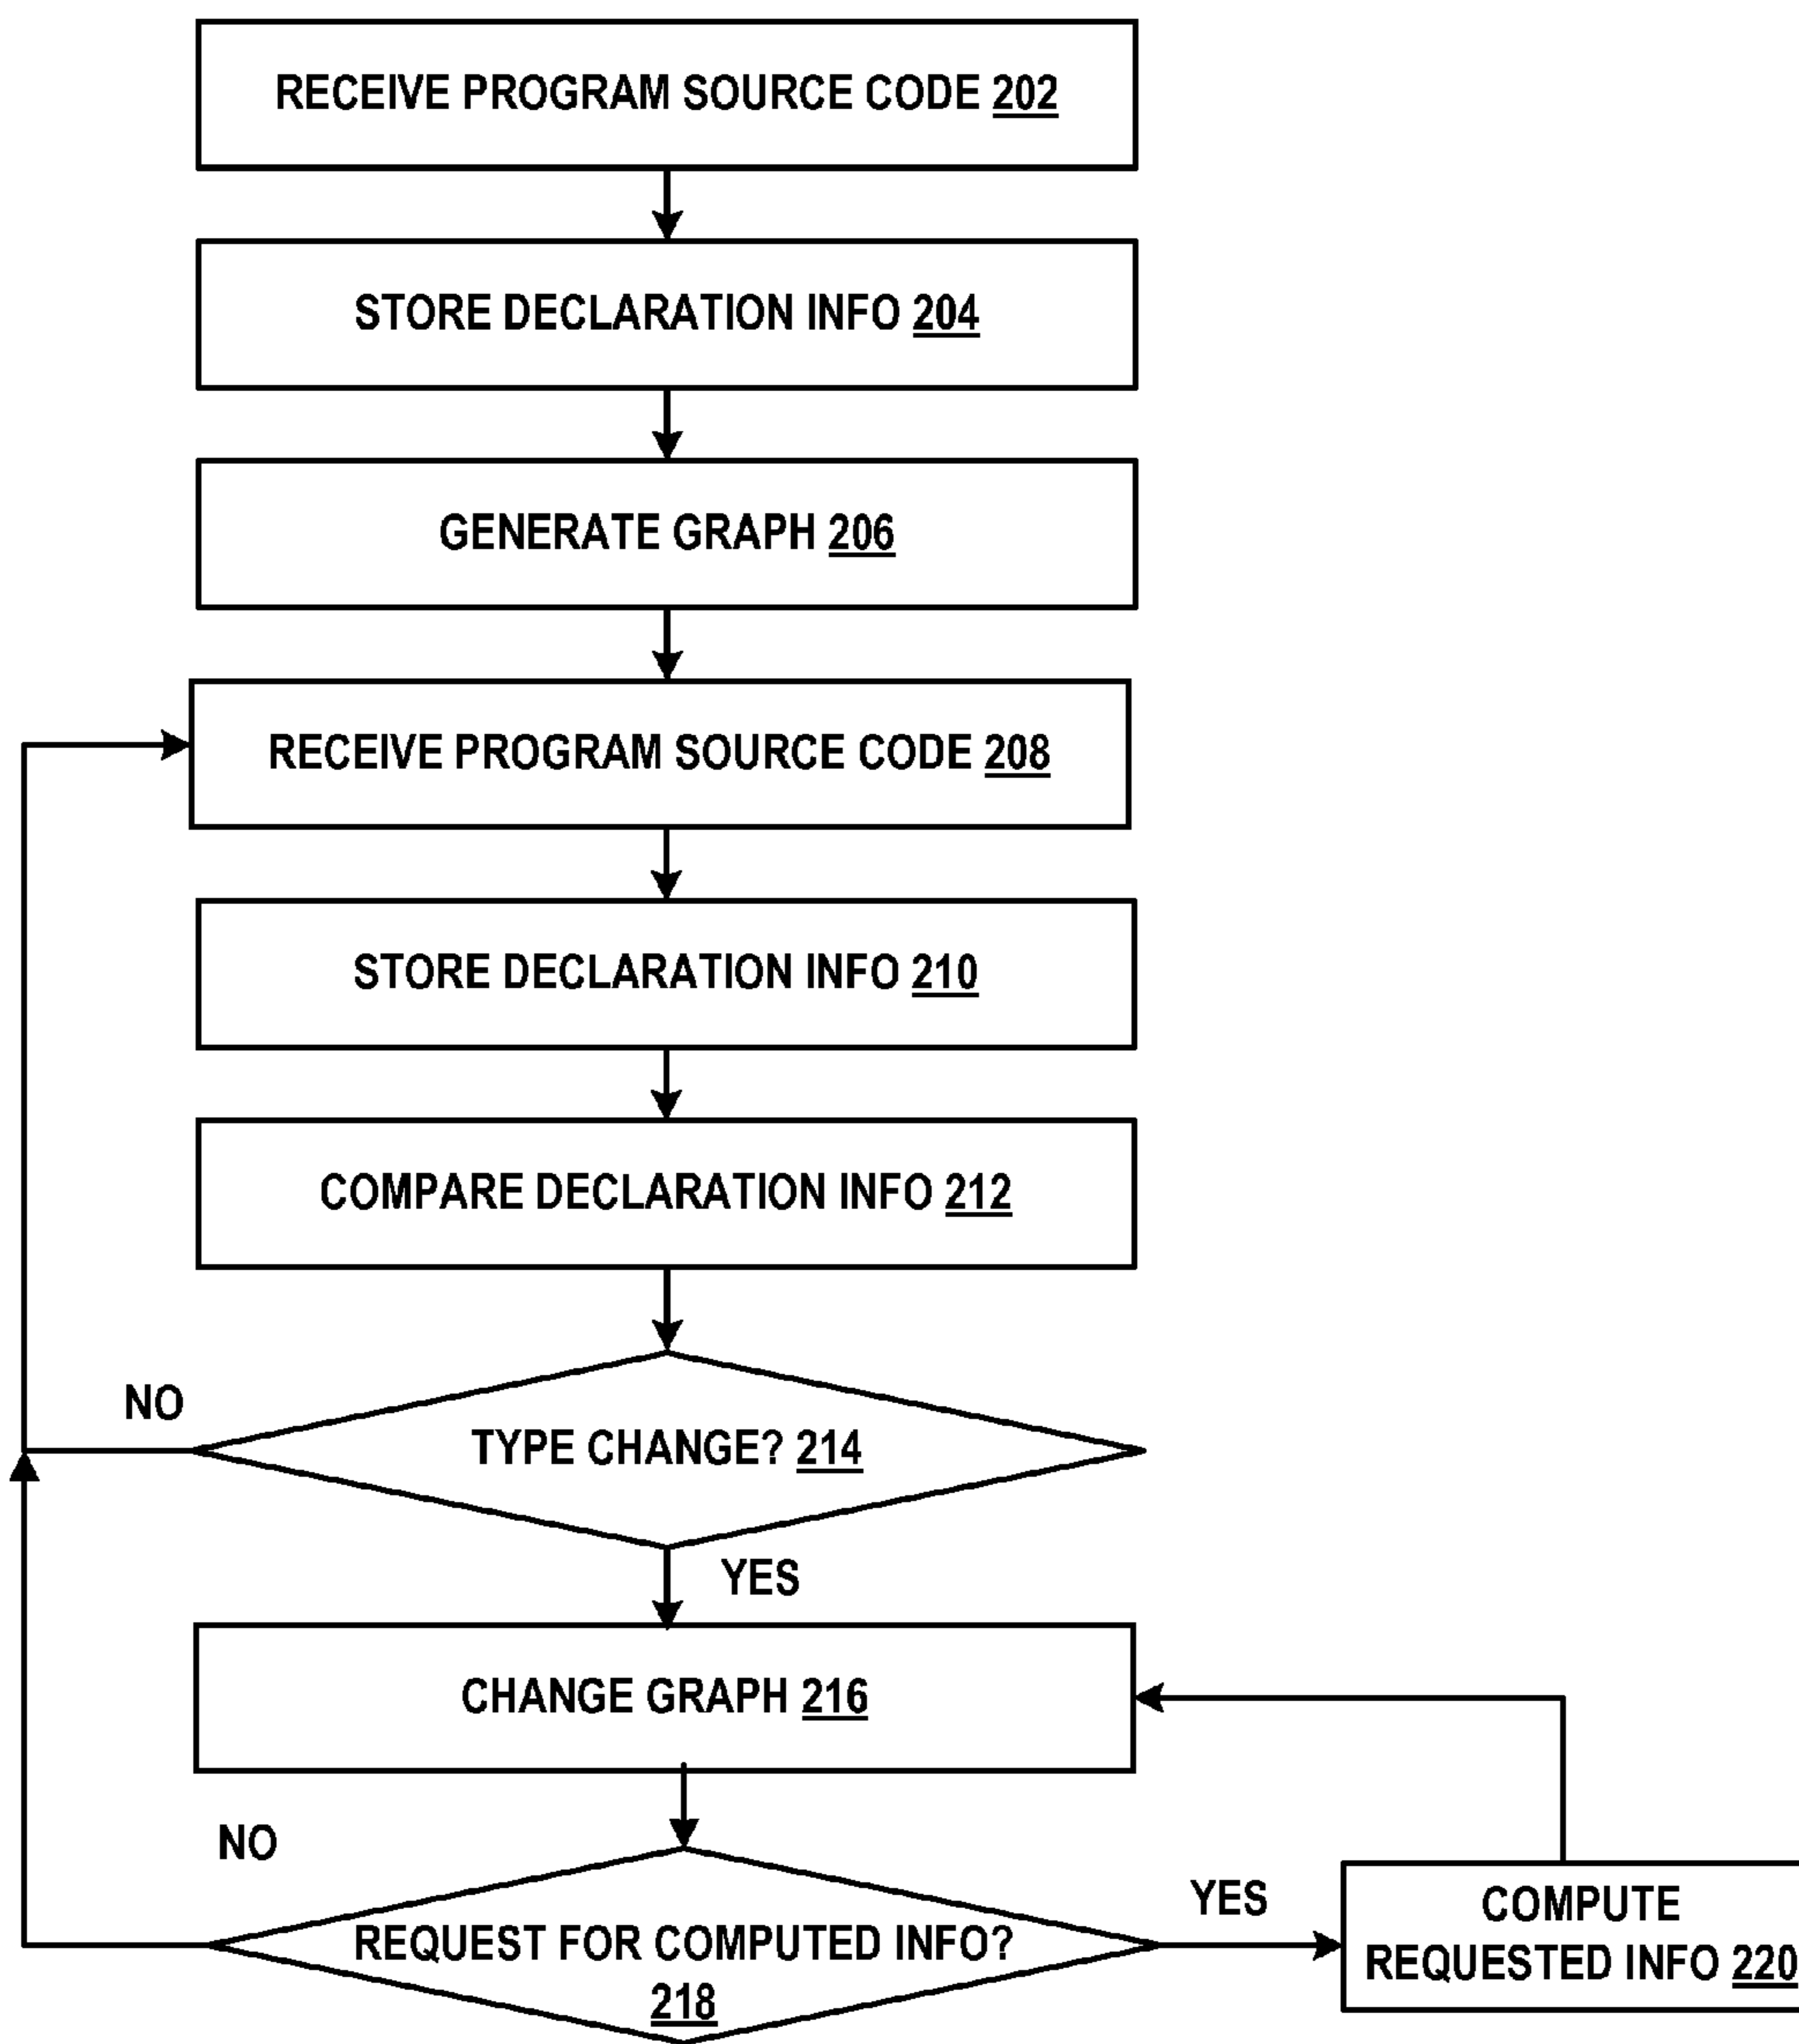 RECEIVE PROGRAM SOURCE CODE 202
STORE DECLARATION INFO 204
GENERATE GRAPH 206
RECEIVE PROGRAM SOURCE CODE 208
STORE DECLARATION INFO 210
COMPARE DECLARATION INFO 212
NO
TYPE CHANGE? 214
YES
CHANGE GRAPH 216
NO
REQUEST FOR COMPUTED INFO?
218
YES
COMPUTE
REQUESTED INFO 220